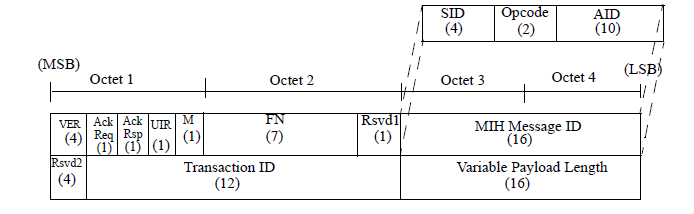 SID Opcode AID
(4) (2) (10)
(MSB) (LSB)
Octet 1 Octet 2 Octet 3 Octet 4
VER Ack Ack UIR M FN Rsvd1 MIH Message ID
Req Rsp
(4) (1) (1) (1) (1) (7) (1) (16)
Rsvd2 Transaction ID Variable Payload Length
(4) (12) (16)